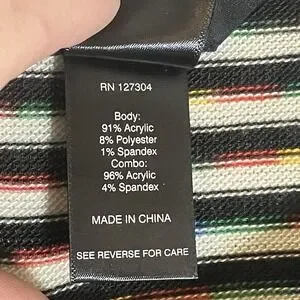 RN 127304
Body:
91% Acrylic
8% Polyester
1% Spandex
Combo:
96% Acrylic
4% Spandex
MADE IN CHINA
SEE REVERSE FOR CARE